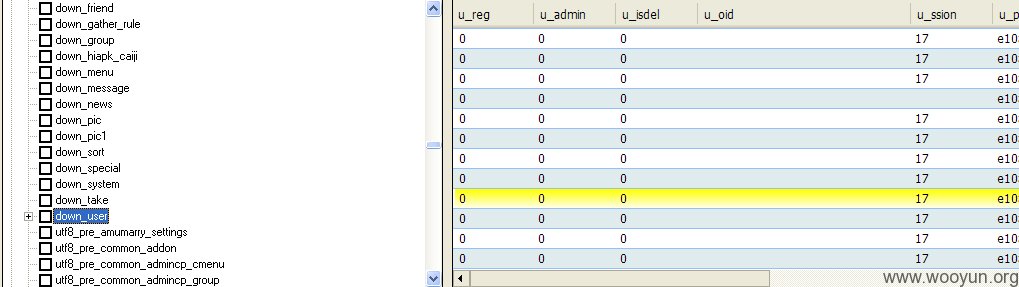 down_friend
down_gather_rule
down_group
down_hiapk_caiji
down_menu
down_message
down_news
down_pic
down_pic1
down_sort
down_special
down_system
down_take
down_user
utf8_pre_amumarry_settings
utf8_pre_common_addon
utf8_pre_common_admincp_cmenu
utf8_pre_common_admincp_group
u_reg u_admin u_isdel u_oid u_ssion u_p
0 0 0 17 e10
0 0 0 17 e10
0 0 0 17 e10
0 0 0 e10
0 0 0 17 e10
0 0 0 17 e10
0 0 0 17 e10
0 0 0 17 e10
0 0 0 17 e10
0 0 0 17 e10
0 0 0 17 e10
0 0 0 17 e10
www.wooyun.org